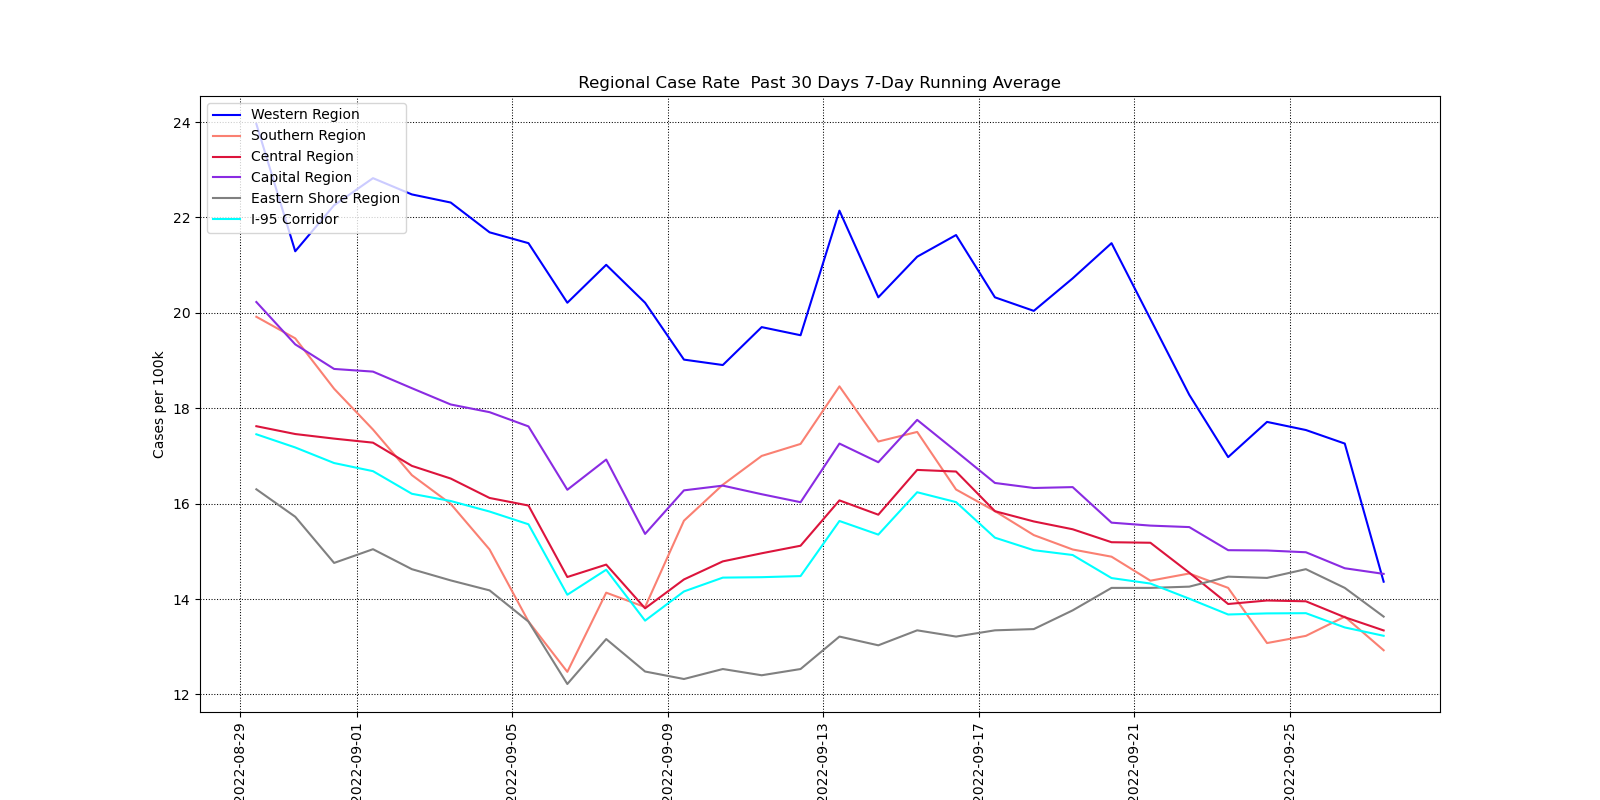 Regional Case Rate  Past 30 Days 7-Day Running Average
Western Region
Southern Region
Central Region
Capital Region
Eastern Shore Region
I-95 Corridor
Cases per 100k
24
22
20
18
16
14
12
2022-08-29
2022-09-01
2022-09-05
2022-09-09
2022-09-13
2022-09-17
2022-09-21
2022-09-25